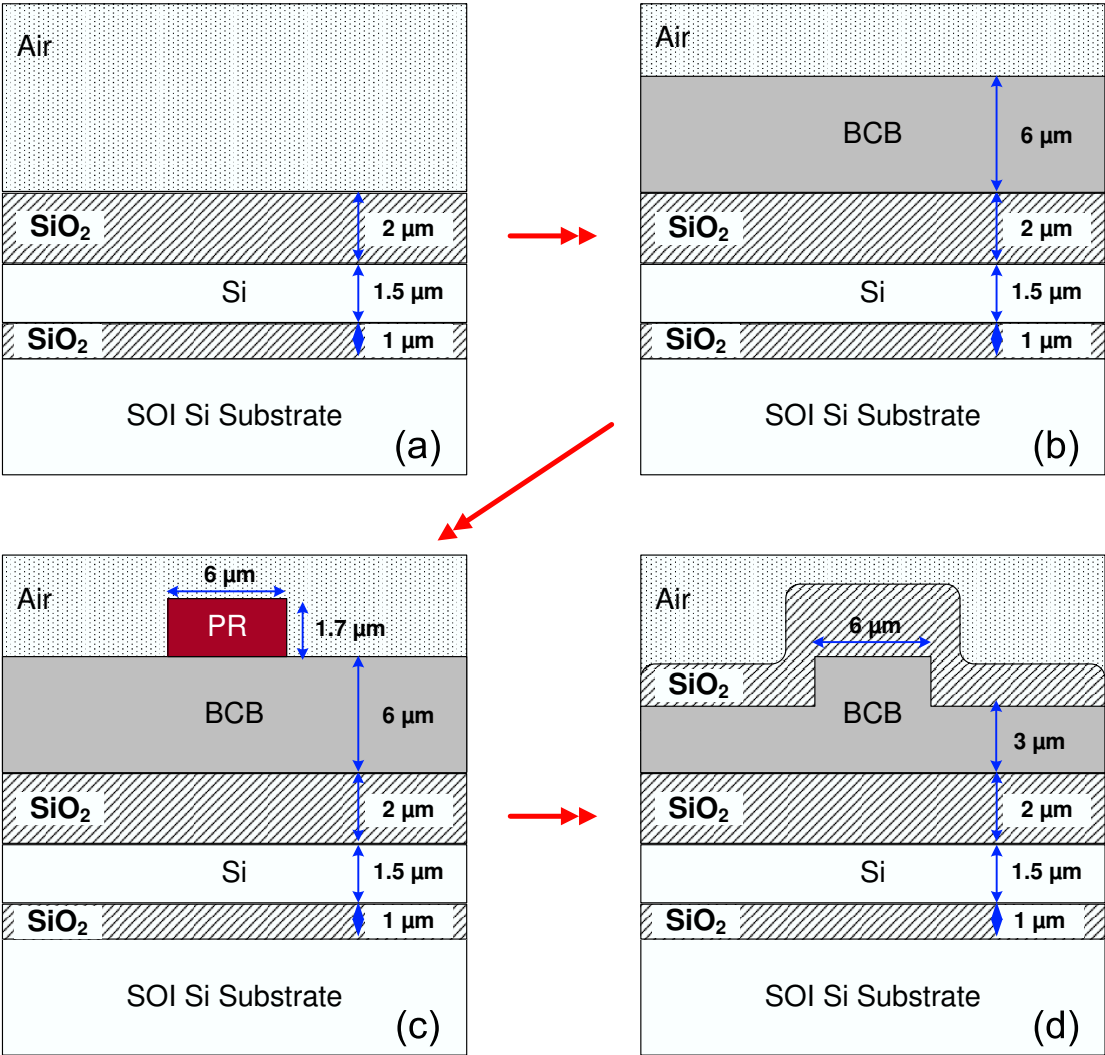 Air
SiO₂
2 µm
Si
1.5 µm
SiO₂
1 µm
SOI Si Substrate
(a)
Air
BCB
6 µm
SiO₂
2 µm
Si
1.5 µm
SiO₂
1 µm
SOI Si Substrate
(b)
Air
6 µm
PR
1.7 µm
BCB
6 µm
SiO₂
2 µm
Si
1.5 µm
SiO₂
1 µm
SOI Si Substrate
(c)
Air
6 µm
SiO₂
BCB
3 µm
SiO₂
2 µm
Si
1.5 µm
SiO₂
1 µm
SOI Si Substrate
(d)